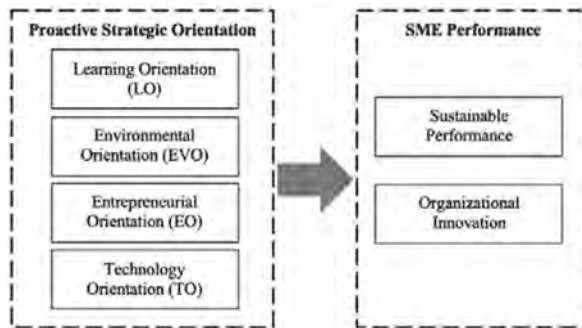 Proactive Strategic Orientation
Learning Orientation
(LO)
Environmental
Orientation (EVO)
Entrepreneurial
Orientation (EO)
Technology
Orientation (TO)
SME Performance
Sustainable
Performance
Organizational
Innovation